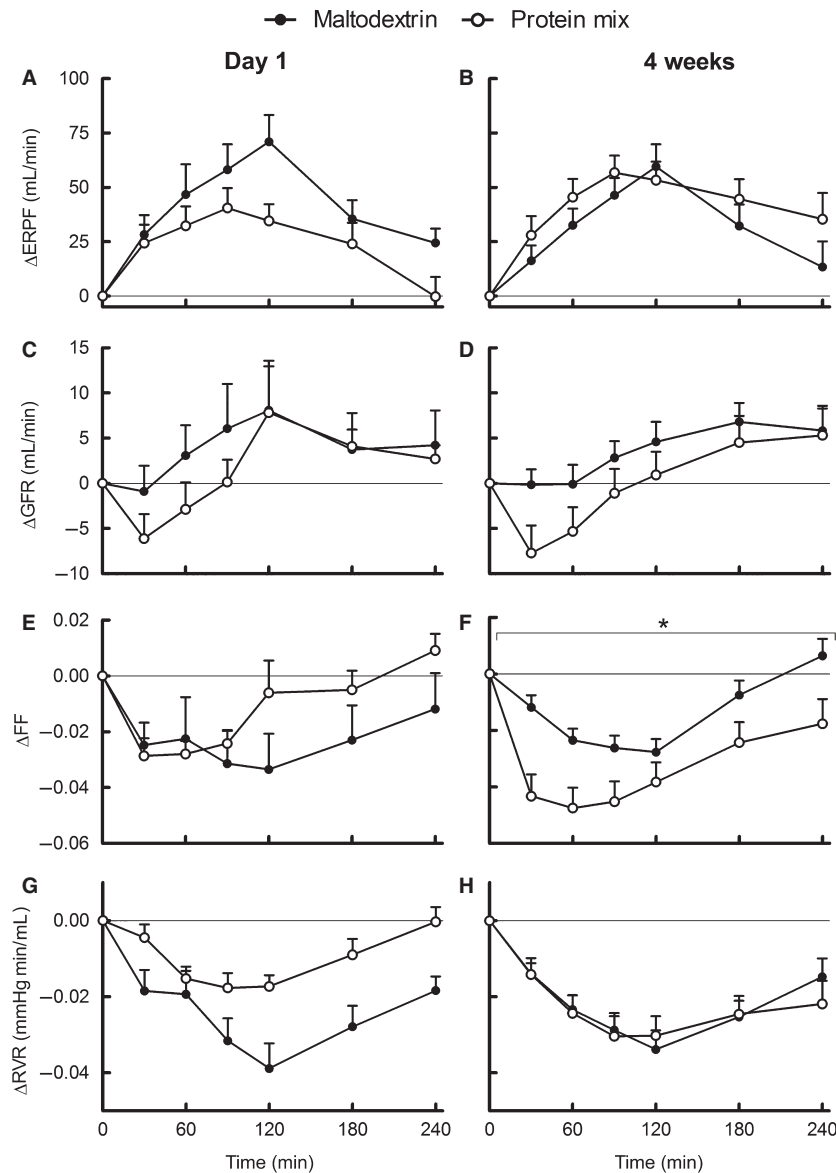 Maltodextrin Protein mix
Day 1 4 weeks
A B
100
75
50
25
0
ΔERPF (mL/min)
C D
15
10
5
0
−5
−10
ΔGFR (mL/min)
E F
*
0.02
0.00
−0.02
−0.04
−0.06
ΔFF
G H
0.00
−0.02
−0.04
ΔRVR (mmHg min/mL)
0 60 120 180 240 0 60 120 180 240
Time (min) Time (min)